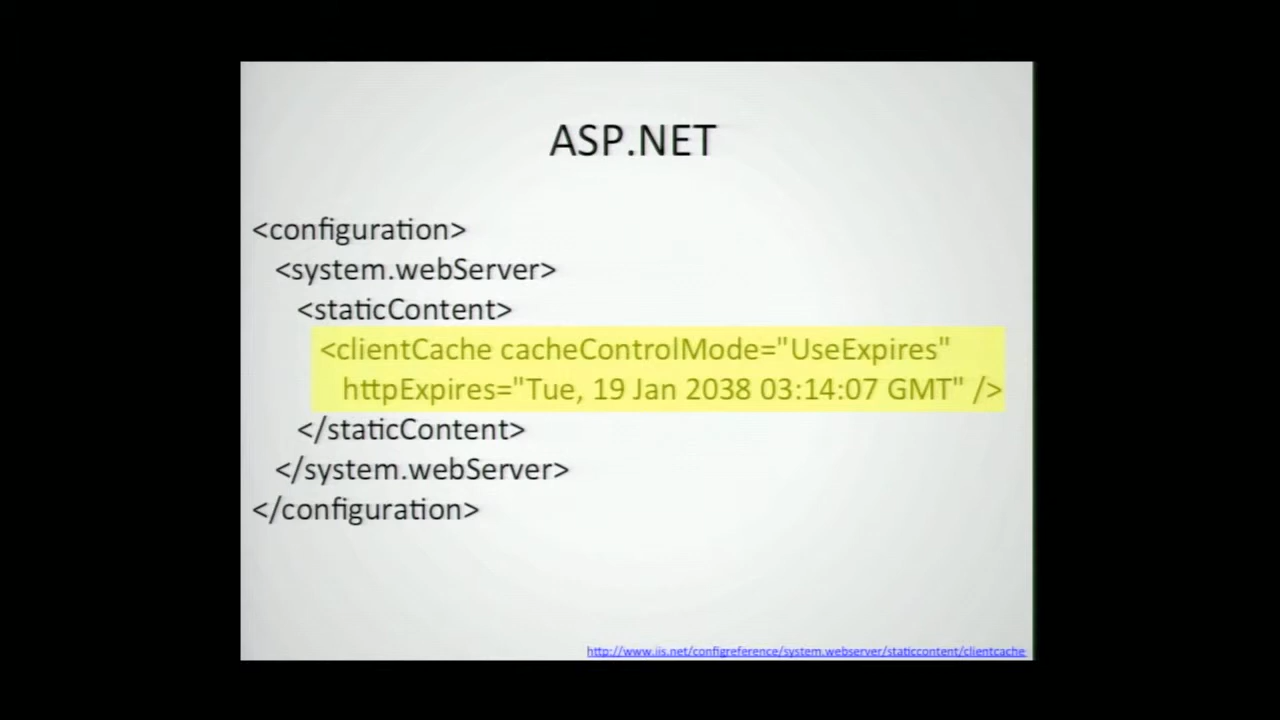 ASP.NET
<configuration>
<system.webServer>
<staticContent>
<clientCache cacheControlMode="UseExpires"
httpExpires="Tue, 19 Jan 2038 03:14:07 GMT" />
</staticContent>
</system.webServer>
</configuration>
http://www.iis.net/configreference/system.webserver/staticcontent/clientcache